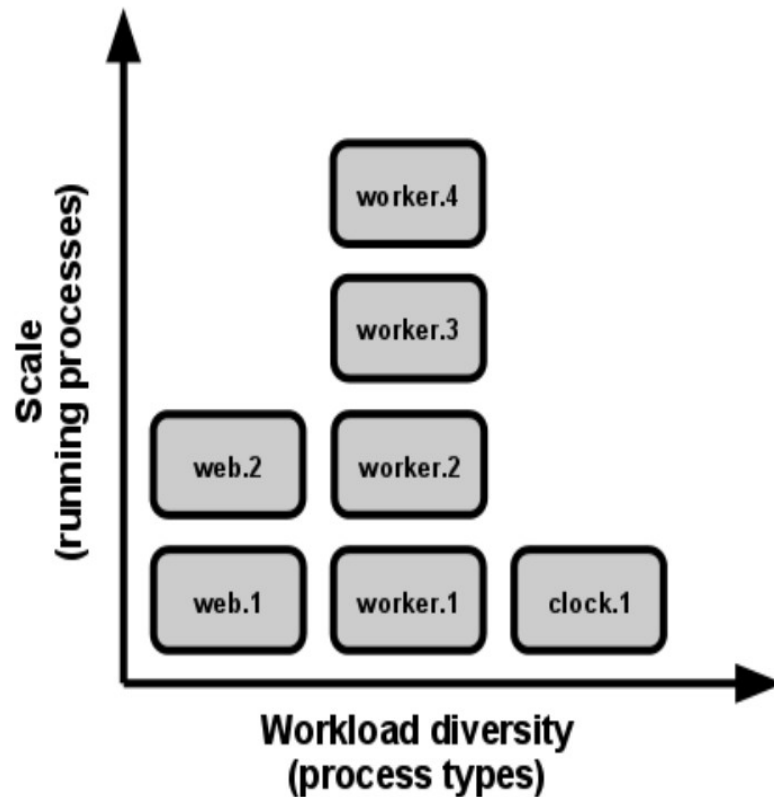 Scale
(running processes)
worker.4
worker.3
web.2
worker.2
web.1
worker.1
clock.1
Workload diversity
(process types)